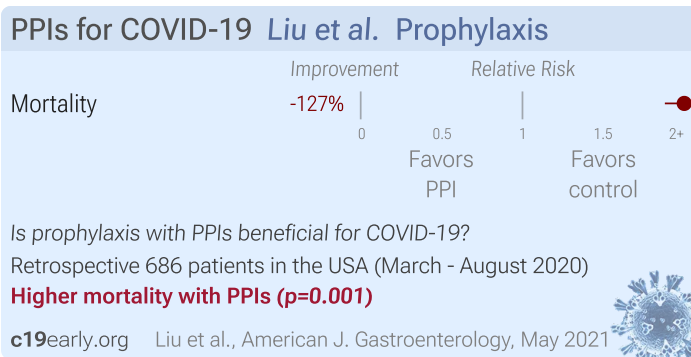 PPIs for COVID-19 Liu et al. Prophylaxis
Improvement Relative Risk
Mortality -127%
0 0.5 1 1.5 2+
Favors PPI Favors control
Is prophylaxis with PPIs beneficial for COVID-19?
Retrospective 686 patients in the USA (March - August 2020)
Higher mortality with PPIs (p=0.001)
c19early.org Liu et al., American J. Gastroenterology, May 2021